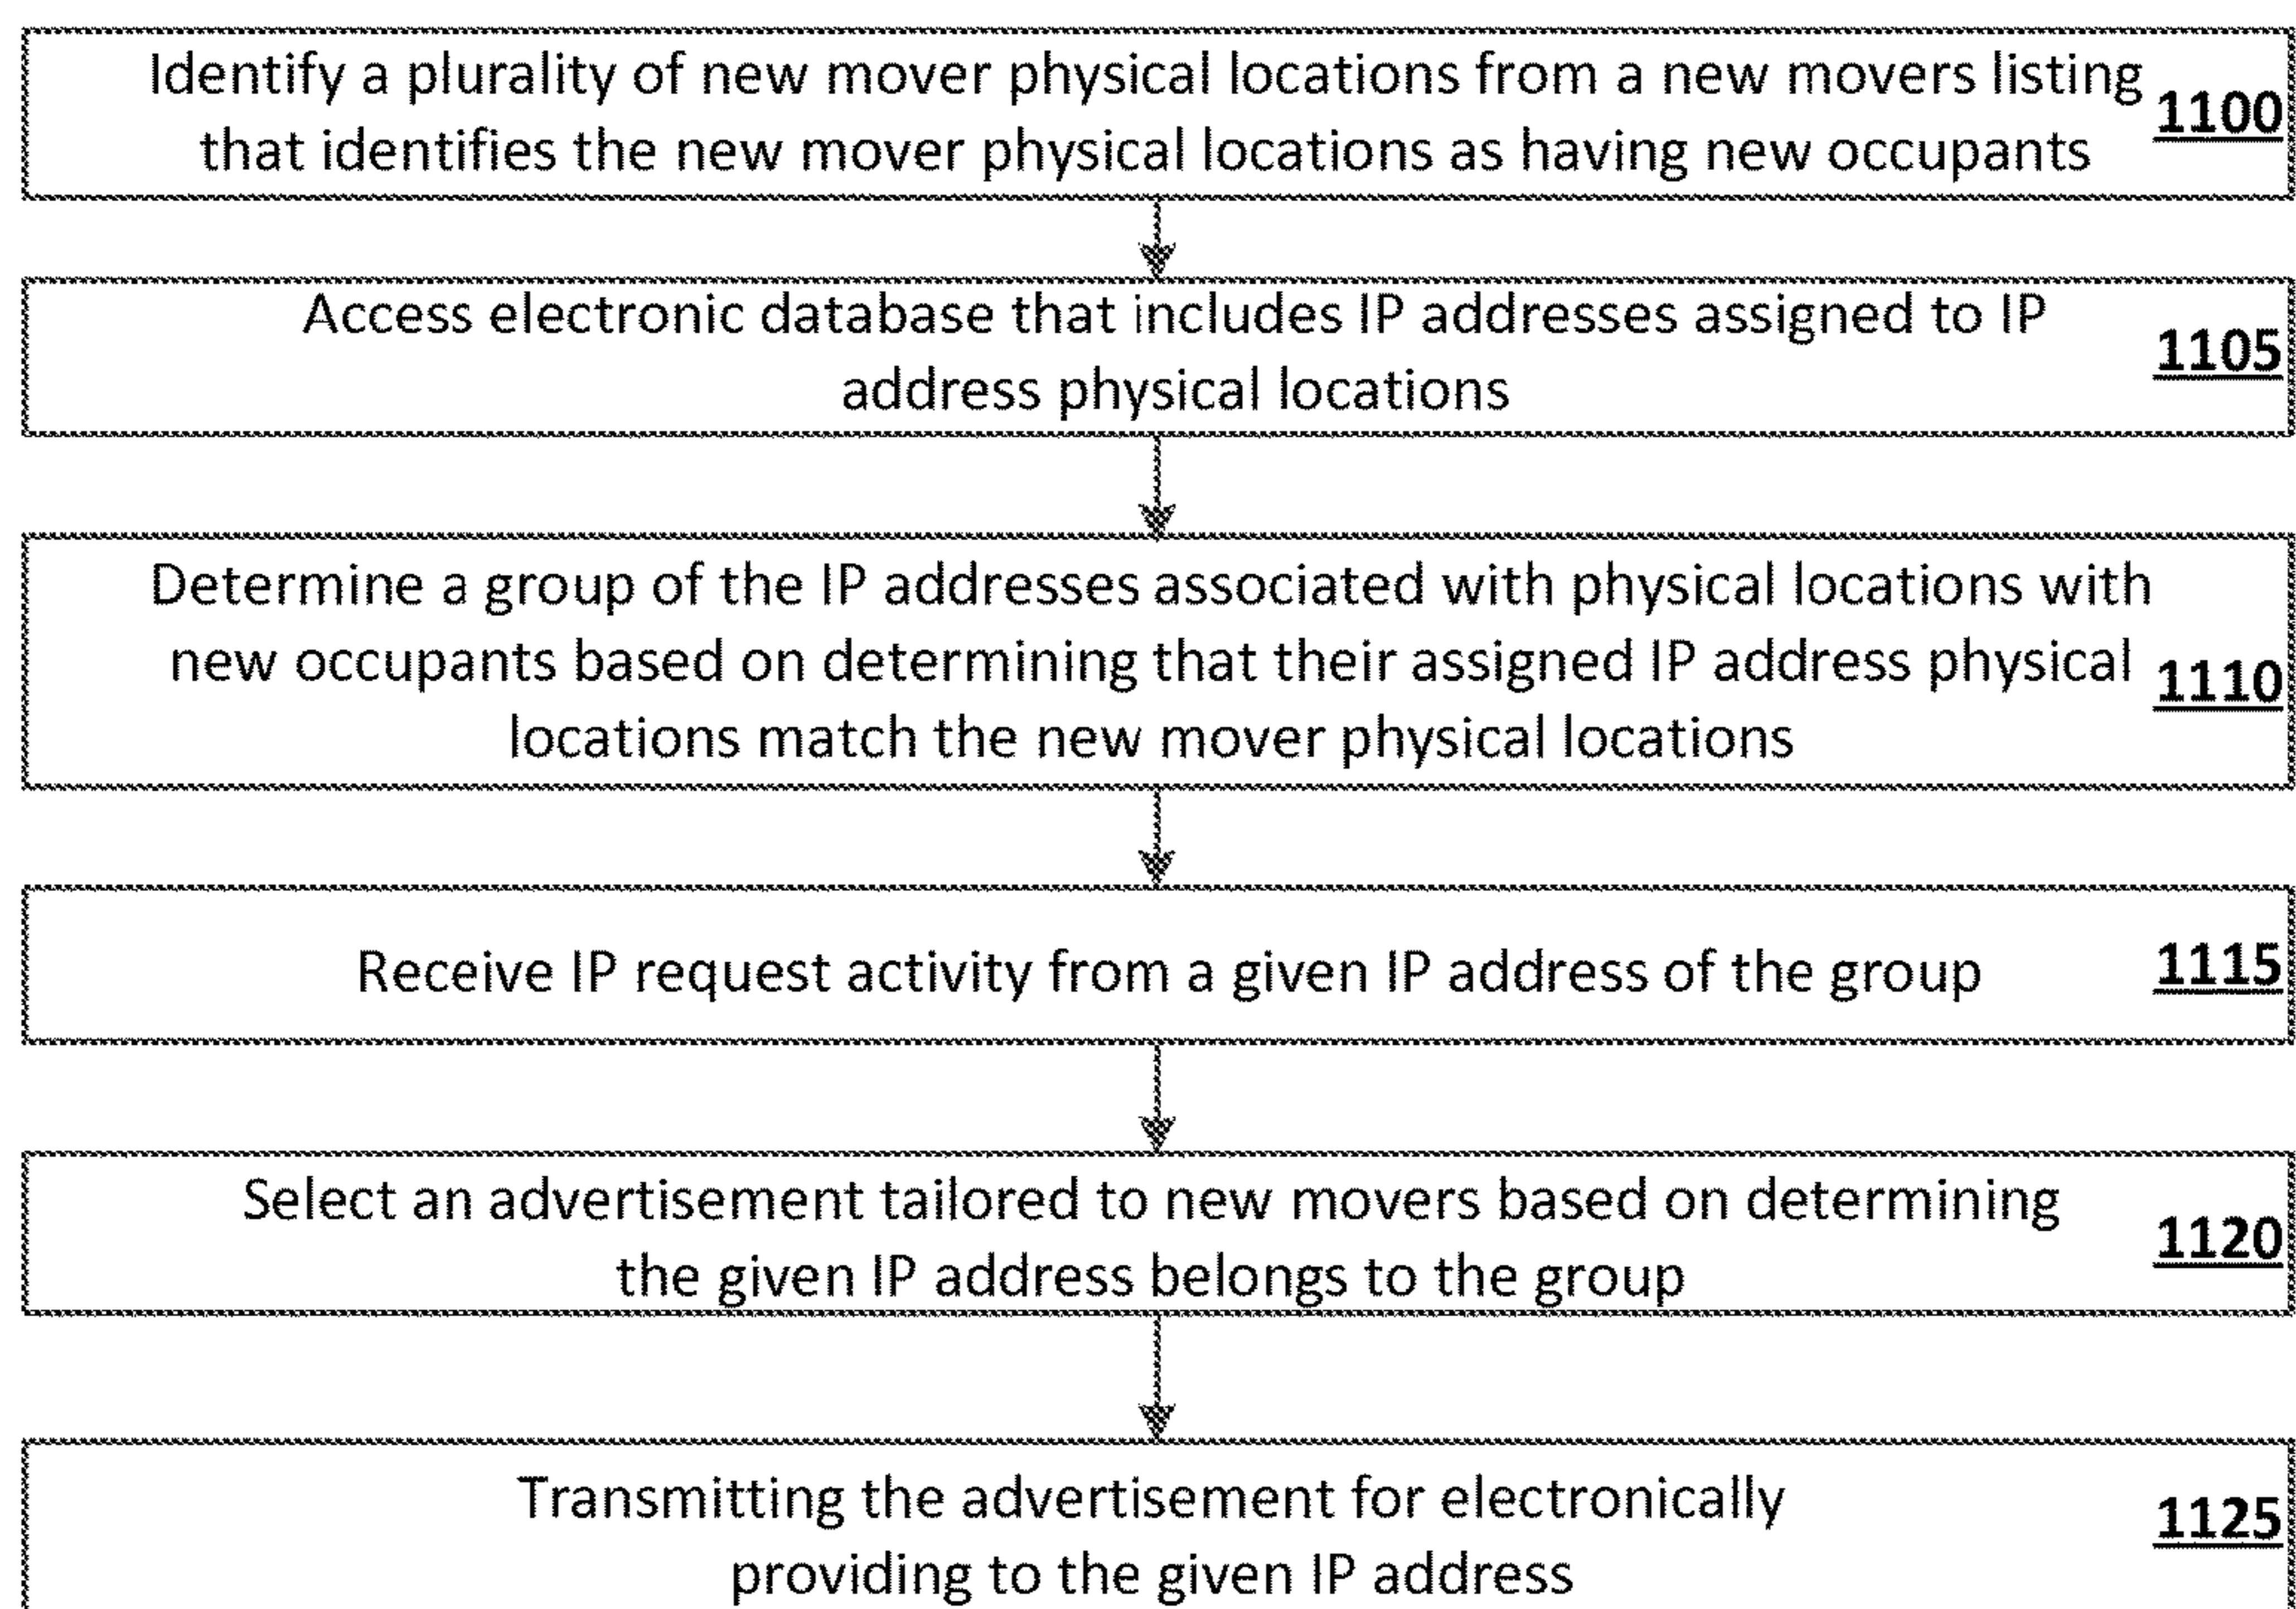 Identify a plurality of new mover physical locations from a new movers listing
that identifies the new mover physical locations as having new occupants
1100
Access electronic database that includes IP addresses assigned to IP
address physical locations
1105
Determine a group of the IP addresses associated with physical locations with
new occupants based on determining that their assigned IP address physical
locations match the new mover physical locations
1110
Receive IP request activity from a given IP address of the group
1115
Select an advertisement tailored to new movers based on determining
the given IP address belongs to the group
1120
Transmitting the advertisement for electronically
providing to the given IP address
1125